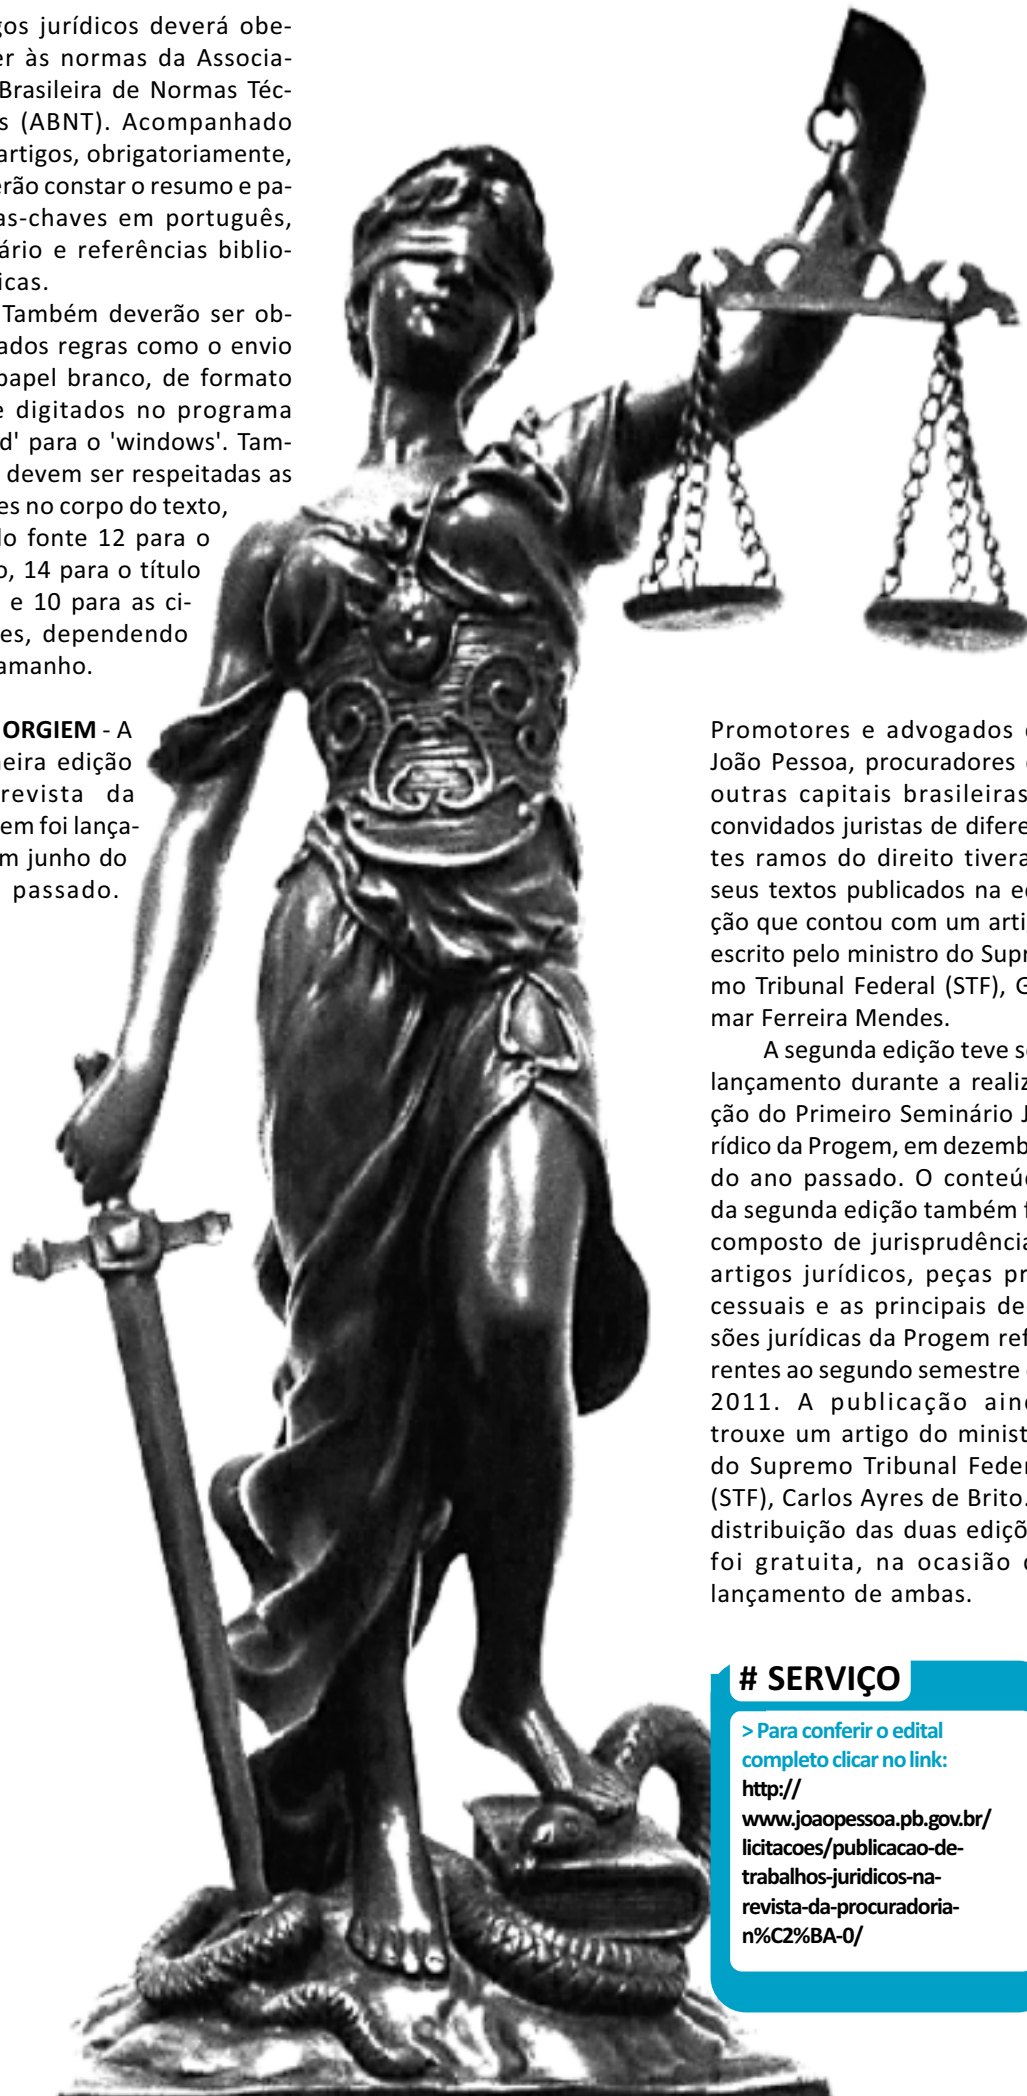 gos jurídicos deverá obe-
er às normas da Associa-
Brasileira de Normas Téc-
s (ABNT). Acompanhado
artigos, obrigatoriamente,
erão constar o resumo e pa-
as-chaves em português,
ário e referências biblio-
icas.
Também deverão ser ob-
ados regras como o envio
papel branco, de formato
e digitados no programa
d' para o 'windows'. Tam-
devem ser respeitadas as
es no corpo do texto,
do fonte 12 para o
o, 14 para o título
e 10 para as ci-
es, dependendo
amanho.
ORGIEM - A
eira edição
revista da
em foi lança-
m junho do
passado.
Promotores e advogados
João Pessoa, procuradores
outras capitais brasileiras
convidados juristas de difere
tes ramos do direito tivera
seus textos publicados na e
ção que contou com um arti
escrito pelo ministro do Supr
mo Tribunal Federal (STF), G
mar Ferreira Mendes.
A segunda edição teve se
lançamento durante a realiz
ção do Primeiro Seminário J
rídico da Progem, em dezemb
do ano passado. O conteú
da segunda edição também f
composto de jurisprudência
artigos jurídicos, peças pr
cessuais e as principais de
sões jurídicas da Progem ref
rentes ao segundo semestre
2011. A publicação ain
trouxe um artigo do minist
do Supremo Tribunal Feder
(STF), Carlos Ayres de Brito.
distribuição das duas ediçõ
foi gratuita, na ocasião
lançamento de ambas.
# SERVIÇO
> Para conferir o edital
completo clicar no link:
http://
www.joaopessoa.pb.gov.br/
licitacoes/publicacao-de-
trabalhos-juridicos-na-
revista-da-procuradoria-
n%C2%BA-0/